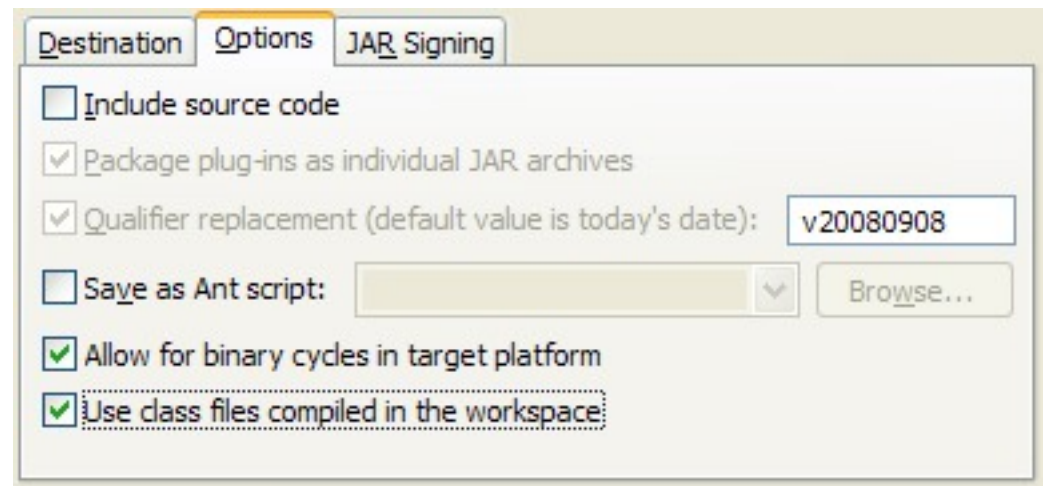 Destination Options JAR Signing
Include source code
Package plug-ins as individual JAR archives
Qualifier replacement (default value is today's date): v20080908
Save as Ant script: Browse...
Allow for binary cycles in target platform
Use class files compiled in the workspace